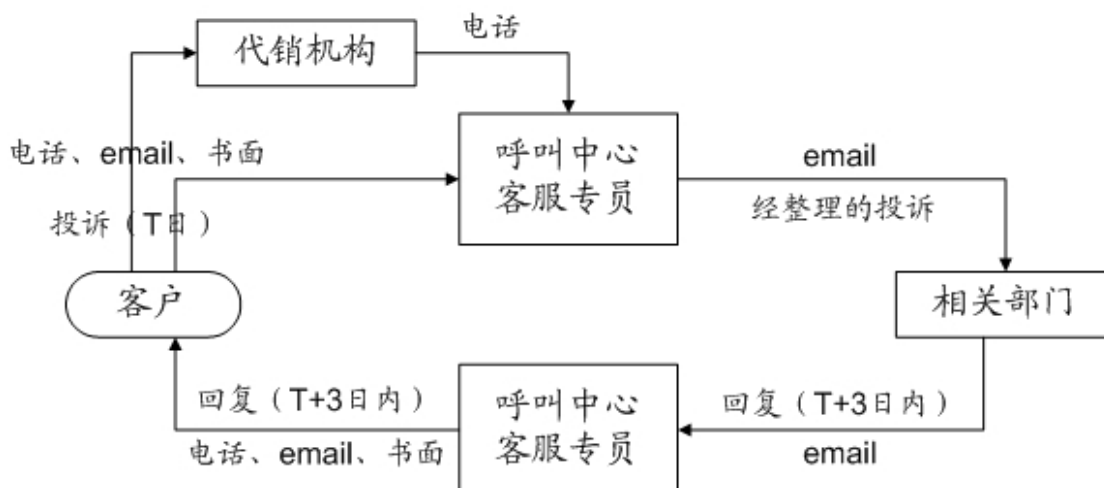 代销机构
电话
电话、email、书面
呼叫中心
客服专员
email
经整理的投诉
投诉（T日）
客户
相关部门
回复（T+3日内）
电话、email、书面
呼叫中心
客服专员
回复（T+3日内）
email